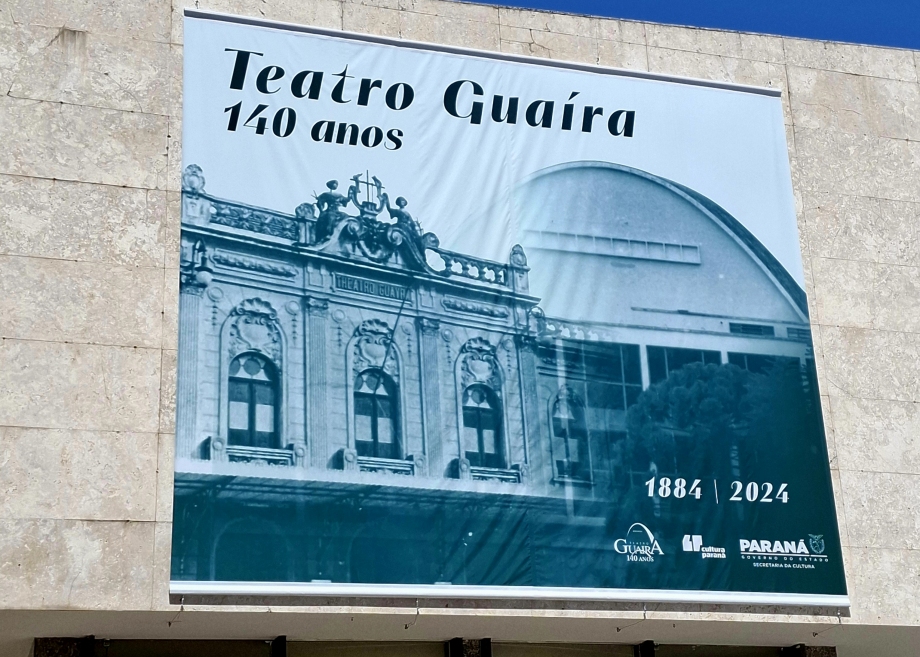 Teatro Guaíra
140 anos
THEATRO GUAYRA
1884 | 2024
TEATRO
GUAÍRA
140 ANOS
cultura
paraná
PARANÁ
GOVERNO DO ESTADO
SECRETARIA DA CULTURA